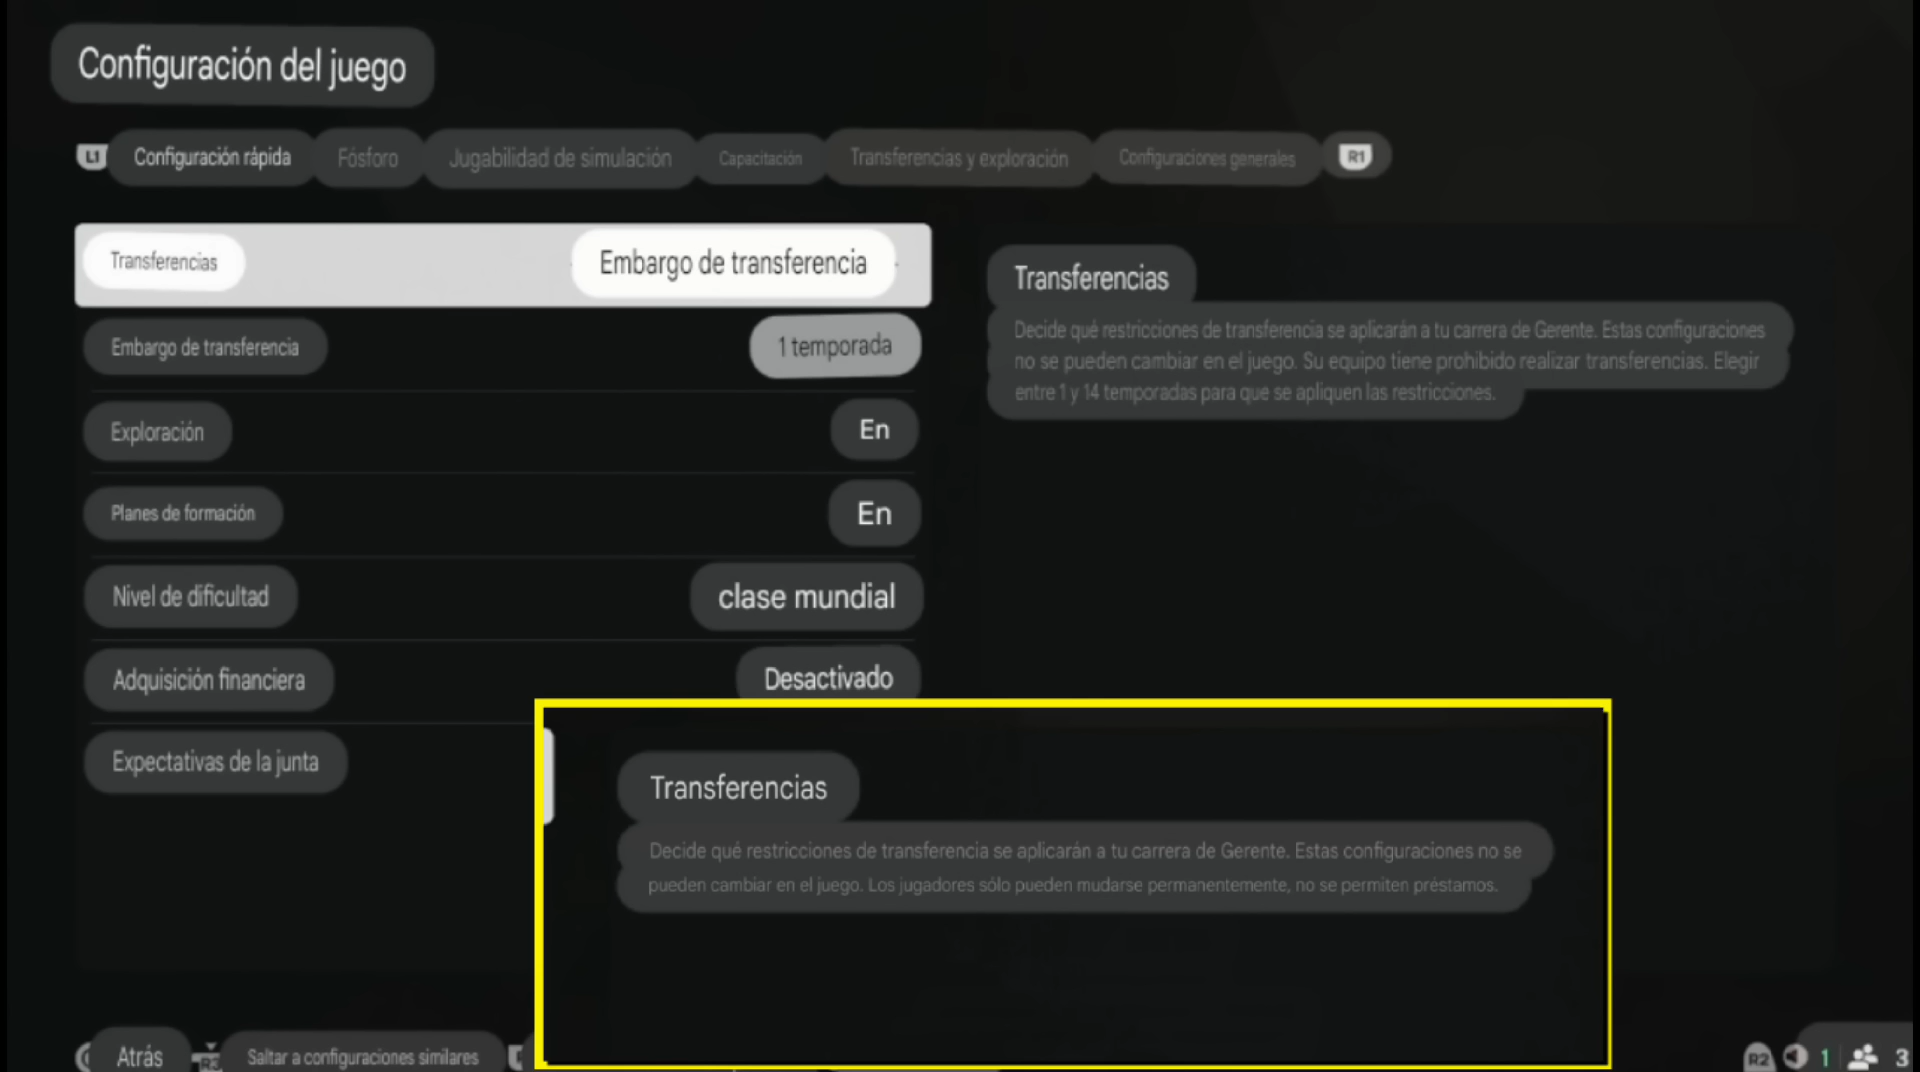 Configuración del juego
L1 Configuración rápida Fósforo Jugabilidad de simulación Capacitación Transferencias y exploración Configuraciones generales R1
Transferencias Embargo de transferencia
Embargo de transferencia 1 temporada
Exploración En
Planes de formación En
Nivel de dificultad clase mundial
Adquisición financiera Desactivado
Expectativas de la junta
Transferencias
Decide qué restricciones de transferencia se aplicarán a tu carrera de Gerente. Estas configuraciones
no se pueden cambiar en el juego. Su equipo tiene prohibido realizar transferencias. Elegir
entre 1 y 14 temporadas para que se apliquen las restricciones.
Transferencias
Decide qué restricciones de transferencia se aplicarán a tu carrera de Gerente. Estas configuraciones no se
pueden cambiar en el juego. Los jugadores sólo pueden mudarse permanentemente, no se permiten préstamos.
Atrás R3 Saltar a configuraciones similares
R2 1 3